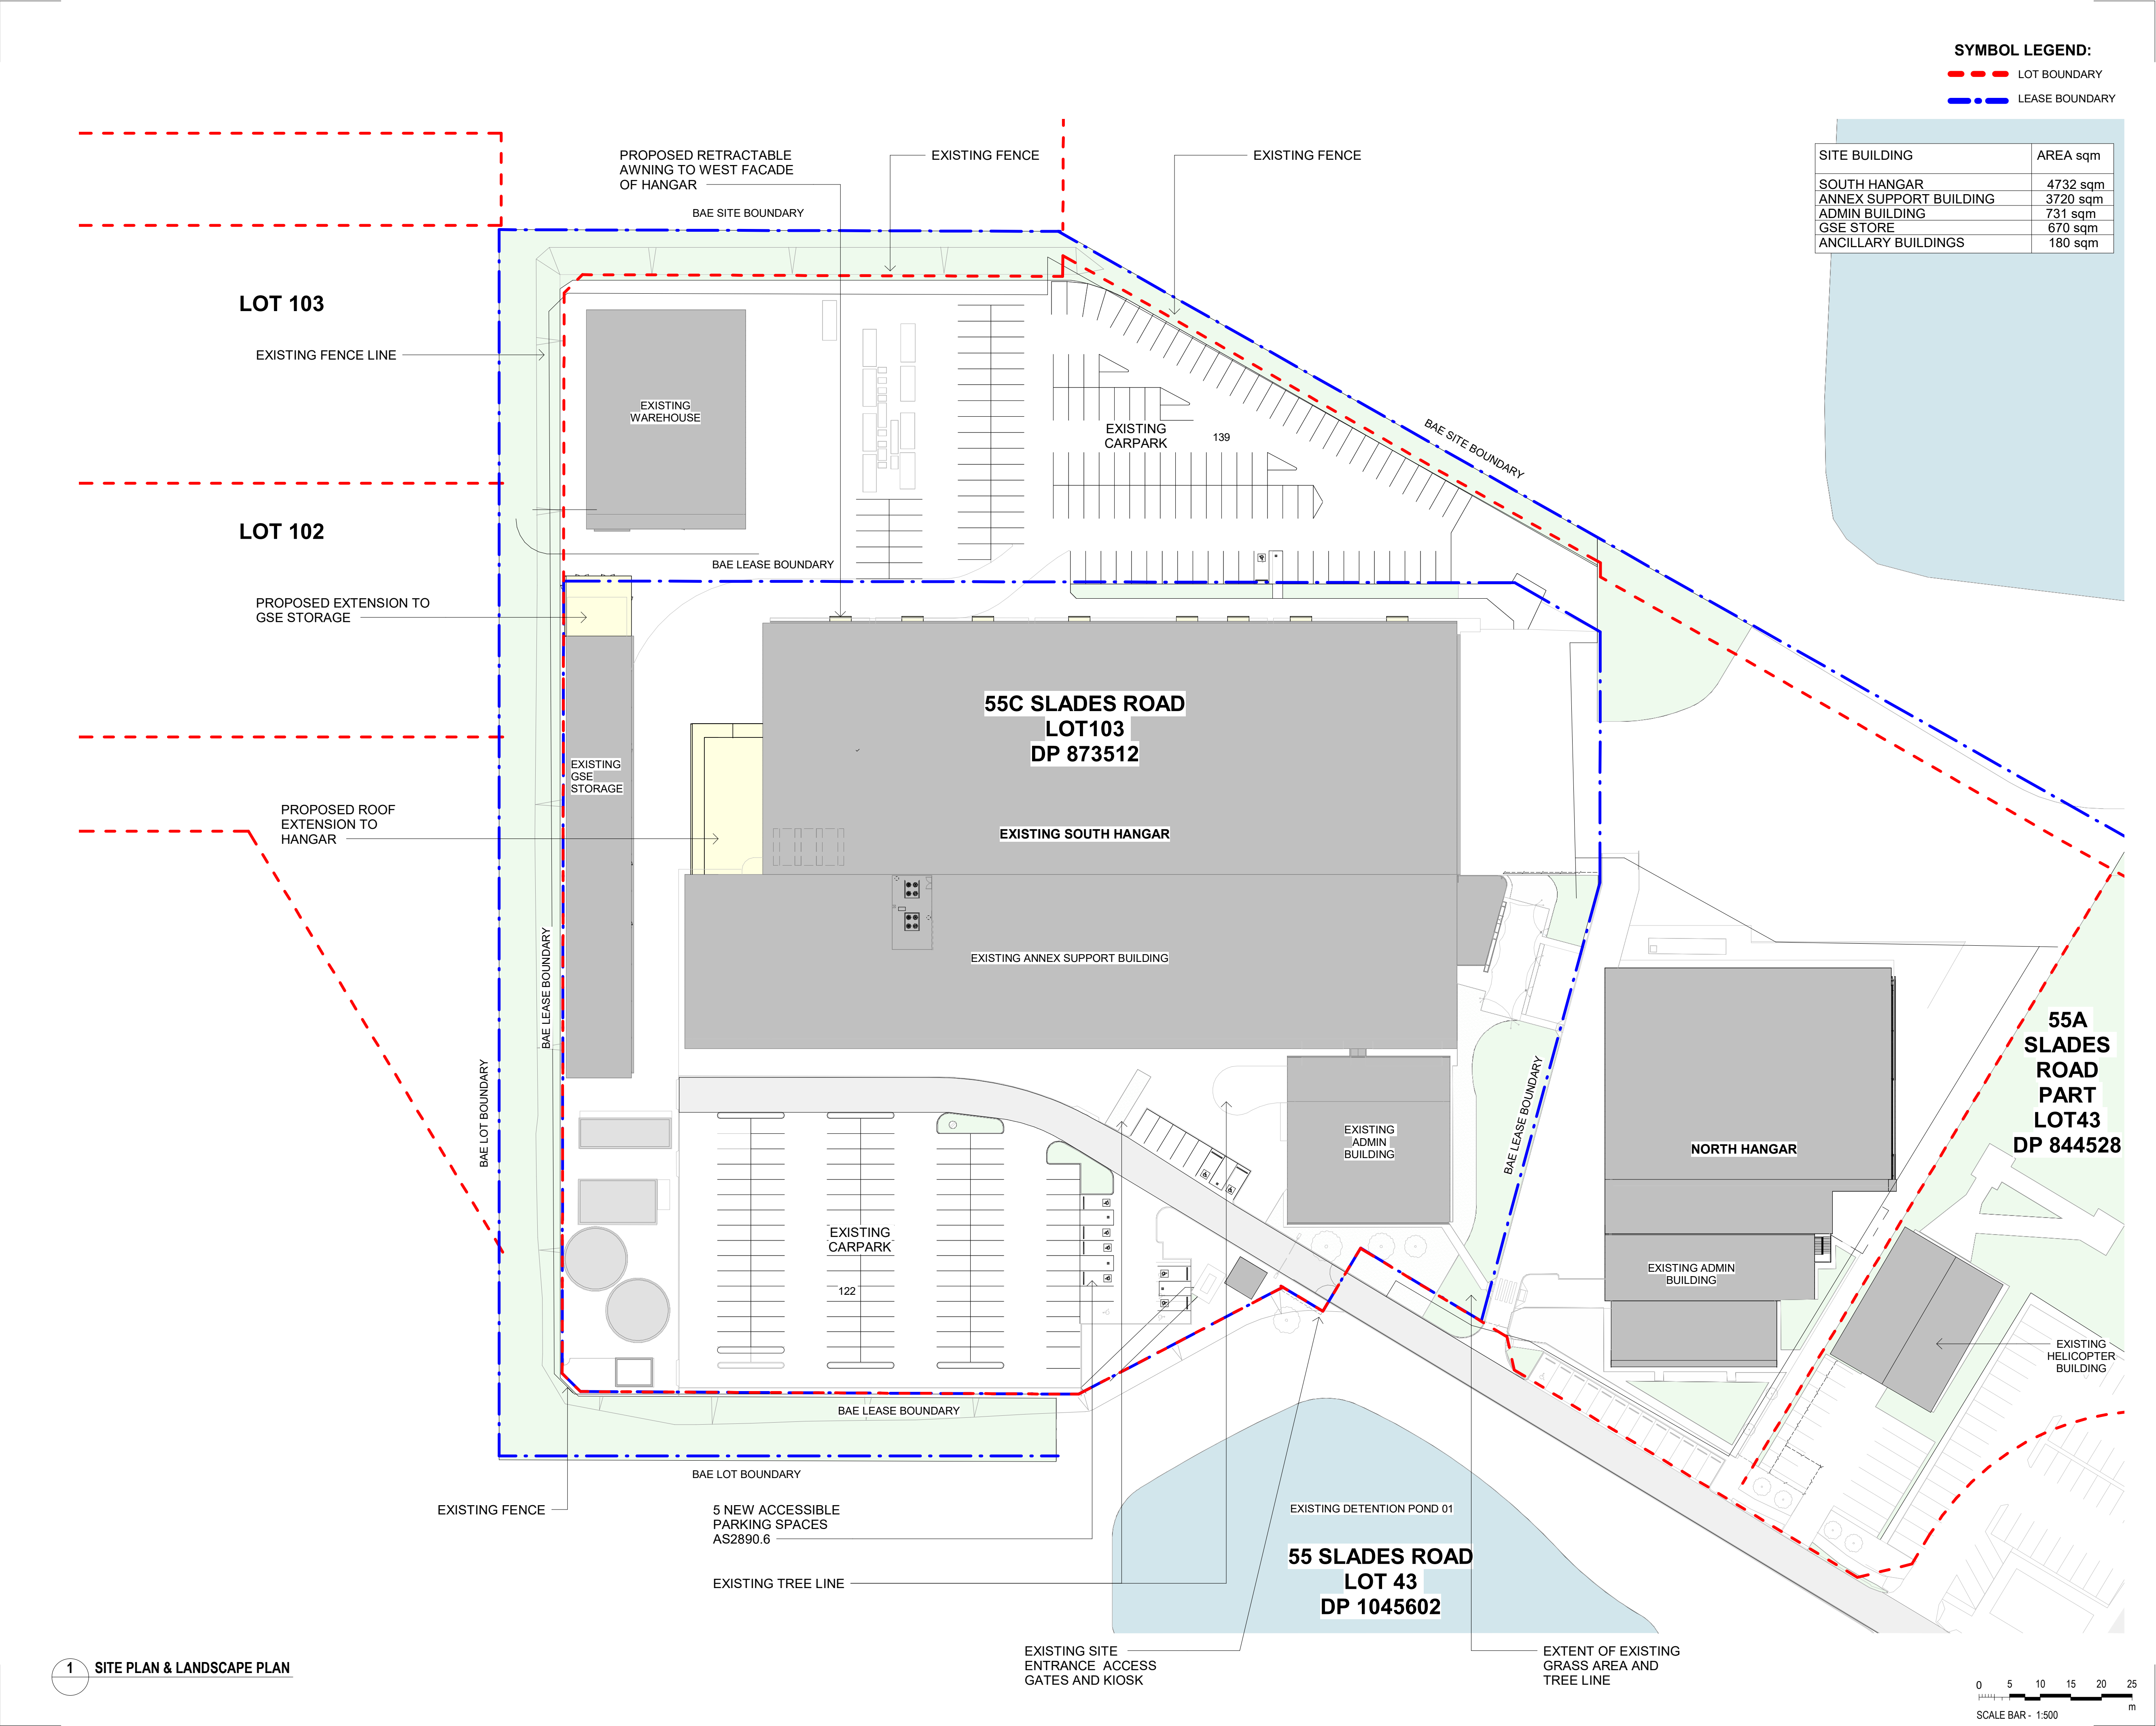 SYMBOL LEGEND:
LOT BOUNDARY
LEASE BOUNDARY
SITE BUILDING AREA sqm
SOUTH HANGAR 4732 sqm
ANNEX SUPPORT BUILDING 3720 sqm
ADMIN BUILDING 731 sqm
GSE STORE 670 sqm
ANCILLARY BUILDINGS 180 sqm
PROPOSED RETRACTABLE
AWNING TO WEST FACADE
OF HANGAR
EXISTING FENCE
EXISTING FENCE
BAE SITE BOUNDARY
LOT 103
EXISTING FENCE LINE
EXISTING
WAREHOUSE
EXISTING
CARPARK
139
BAE SITE BOUNDARY
LOT 102
BAE LEASE BOUNDARY
PROPOSED EXTENSION TO
GSE STORAGE
55C SLADES ROAD
LOT103
DP 873512
EXISTING
GSE
STORAGE
PROPOSED ROOF
EXTENSION TO
HANGAR
EXISTING SOUTH HANGAR
BAE LEASE BOUNDARY
EXISTING ANNEX SUPPORT BUILDING
BAE LOT BOUNDARY
BAE LEASE BOUNDARY
EXISTING
ADMIN
BUILDING
NORTH HANGAR
55A
SLADES
ROAD
PART
LOT43
DP 844528
EXISTING
CARPARK
122
EXISTING ADMIN
BUILDING
EXISTING
HELICOPTER
BUILDING
BAE LEASE BOUNDARY
BAE LOT BOUNDARY
EXISTING FENCE
5 NEW ACCESSIBLE
PARKING SPACES
AS2890.6
EXISTING TREE LINE
EXISTING DETENTION POND 01
55 SLADES ROAD
LOT 43
DP 1045602
EXISTING SITE
ENTRANCE ACCESS
GATES AND KIOSK
EXTENT OF EXISTING
GRASS AREA AND
TREE LINE
1 SITE PLAN & LANDSCAPE PLAN
0 5 10 15 20 25
m
SCALE BAR - 1:500